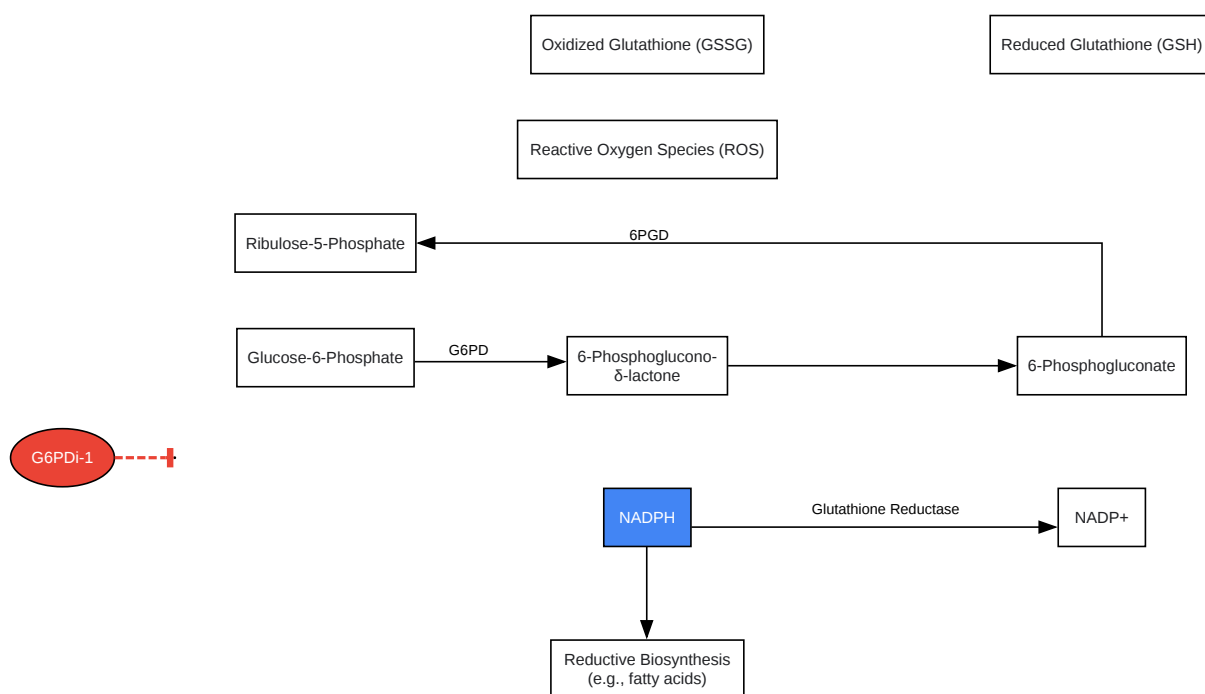 Oxidized Glutathione (GSSG)
Reduced Glutathione (GSH)
Reactive Oxygen Species (ROS)
Ribulose-5-Phosphate
6PGD
Glucose-6-Phosphate
G6PD
6-Phosphoglucono-
δ-lactone
6-Phosphogluconate
G6PDi-1
NADPH
Glutathione Reductase
NADP+
Reductive Biosynthesis
(e.g., fatty acids)